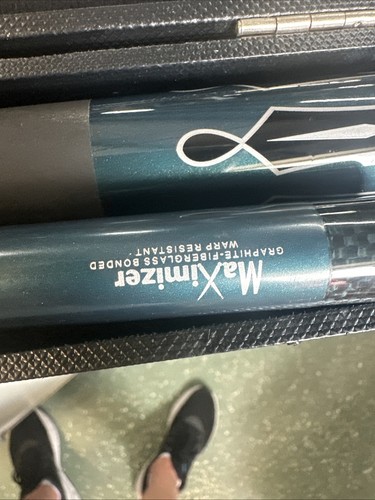 MaXimizer
GRAPHITE-FIBERGLASS BONDED
WARP RESISTANT